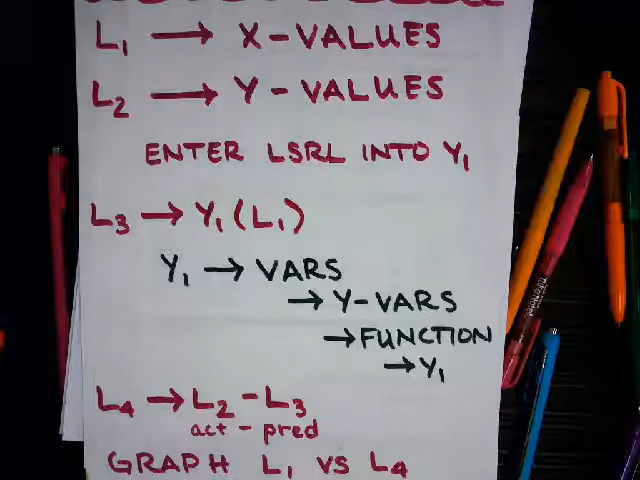 L1 → X-VALUES
L2 → Y-VALUES
ENTER LSRL INTO Y1
L3 → Y1(L1)
Y1 → VARS
→ Y-VARS
→ FUNCTION
→ Y1
L4 → L2 - L3
act - pred
GRAPH L1 VS L4